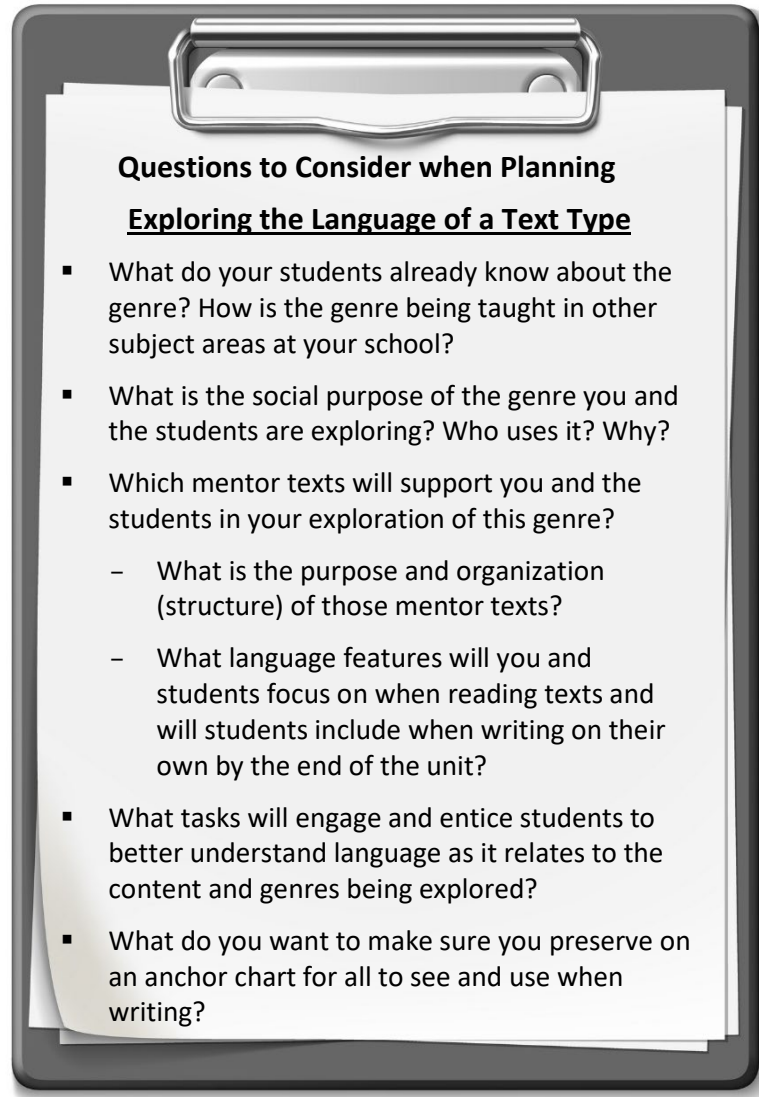 Questions to Consider when Planning
Exploring the Language of a Text Type
▪ What do your students already know about the
genre? How is the genre being taught in other
subject areas at your school?
▪ What is the social purpose of the genre you and
the students are exploring? Who uses it? Why?
▪ Which mentor texts will support you and the
students in your exploration of this genre?
– What is the purpose and organization
(structure) of those mentor texts?
– What language features will you and
students focus on when reading texts and
will students include when writing on their
own by the end of the unit?
▪ What tasks will engage and entice students to
better understand language as it relates to the
content and genres being explored?
▪ What do you want to make sure you preserve on
an anchor chart for all to see and use when
writing?